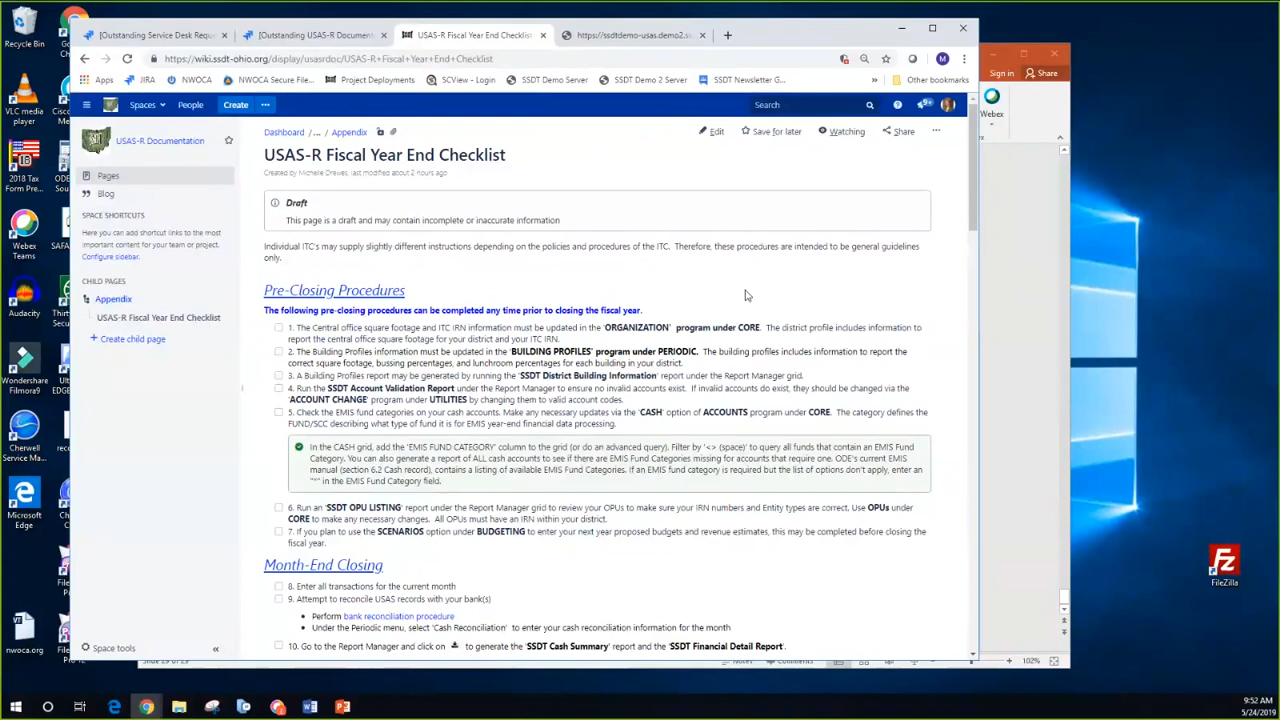 Recycle Bin
VLC media player
2018 Tax Form Pre...
Webex Teams
Audacity
Wondershare Filmora9
Cherwell Service Ma...
Microsoft Edge
nwoca.org
[Outstanding Service Desk Requ
[Outstanding USAS-R Document
USAS-R Fiscal Year End Checklist
https://ssdtdemo-usas.demo2.s
https://wiki.ssdt-ohio.org/display/usasrdoc/USAS-R+Fiscal+Year+End+Checklist
M
Apps
JIRA
NWOCA
NWOCA Secure File...
Project Deployments
SCView - Login
SSDT Demo Server
SSDT Demo 2 Server
SSDT Newsletter G...
»
Other bookmarks
Spaces
People
Create
Search
9+
USAS-R Documentation
Pages
Blog
SPACE SHORTCUTS
Here you can add shortcut links to the most
important content for your team or project.
Configure sidebar.
CHILD PAGES
Appendix
USAS-R Fiscal Year End Checklist
+ Create child page
Space tools
«
Dashboard /... / Appendix
Edit
Save for later
Watching
Share
...
USAS-R Fiscal Year End Checklist
Created by Michelle Drewes, last modified about 2 hours ago
Draft
This page is a draft and may contain incomplete or inaccurate information
Individual ITC's may supply slightly different instructions depending on the policies and procedures of the ITC. Therefore, these procedures are intended to be general guidelines
only.
Pre-Closing Procedures
The following pre-closing procedures can be completed any time prior to closing the fiscal year.
1. The Central office square footage and ITC IRN information must be updated in the 'ORGANIZATION' program under CORE. The district profile includes information to
report the central office square footage for your district and your ITC IRN.
2. The Building Profiles information must be updated in the 'BUILDING PROFILES' program under PERIODIC. The building profiles includes information to report the
correct square footage, bussing percentages, and lunchroom percentages for each building in your district.
3. A Building Profiles report may be generated by running the 'SSDT District Building Information' report under the Report Manager grid.
4. Run the SSDT Account Validation Report under the Report Manager to ensure no invalid accounts exist. If invalid accounts do exist, they should be changed via the
'ACCOUNT CHANGE' program under UTILITIES by changing them to valid account codes.
5. Check the EMIS fund categories on your cash accounts. Make any necessary updates via the 'CASH' option of ACCOUNTS program under CORE. The category defines the
FUND/SCC describing what type of fund it is for EMIS year-end financial data processing.
In the CASH grid, add the 'EMIS FUND CATEGORY' column to the grid (or do an advanced query). Filter by '<> (space)' to query all funds that contain an EMIS Fund
Category. You can also generate a report of ALL cash accounts to see if there are EMIS Fund Categories missing for accounts that require one. ODE's current EMIS
manual (section 6.2 Cash record), contains a listing of available EMIS Fund Categories. If an EMIS fund category is required but the list of options don't apply, enter an
"*" in the EMIS Fund Category field.
6. Run an 'SSDT OPU LISTING' report under the Report Manager grid to review your OPUs to make sure your IRN numbers and Entity types are correct. Use OPUs under
CORE to make any necessary changes. All OPUs must have an IRN within your district.
7. If you plan to use the SCENARIOS option under BUDGETING to enter your next year proposed budgets and revenue estimates, this may be completed before closing the
fiscal year.
Month-End Closing
8. Enter all transactions for the current month
9. Attempt to reconcile USAS records with your bank(s)
• Perform bank reconciliation procedure
• Under the Periodic menu, select 'Cash Reconciliation' to enter your cash reconciliation information for the month
10. Go to the Report Manager and click on to generate the 'SSDT Cash Summary' report and the 'SSDT Financial Detail Report'.
Sign in
Share
Webex
102%
FileZilla
9:52 AM
5/24/2019